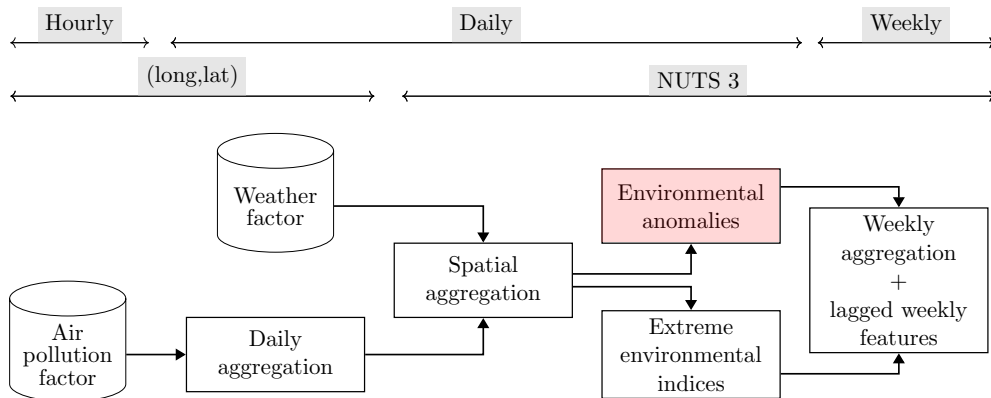 Hourly
Daily
Weekly
(long,lat)
NUTS 3
Weather
factor
Environmental
anomalies
Weekly
aggregation
+
lagged weekly
features
Spatial
aggregation
Air
pollution
factor
Daily
aggregation
Extreme
environmental
indices